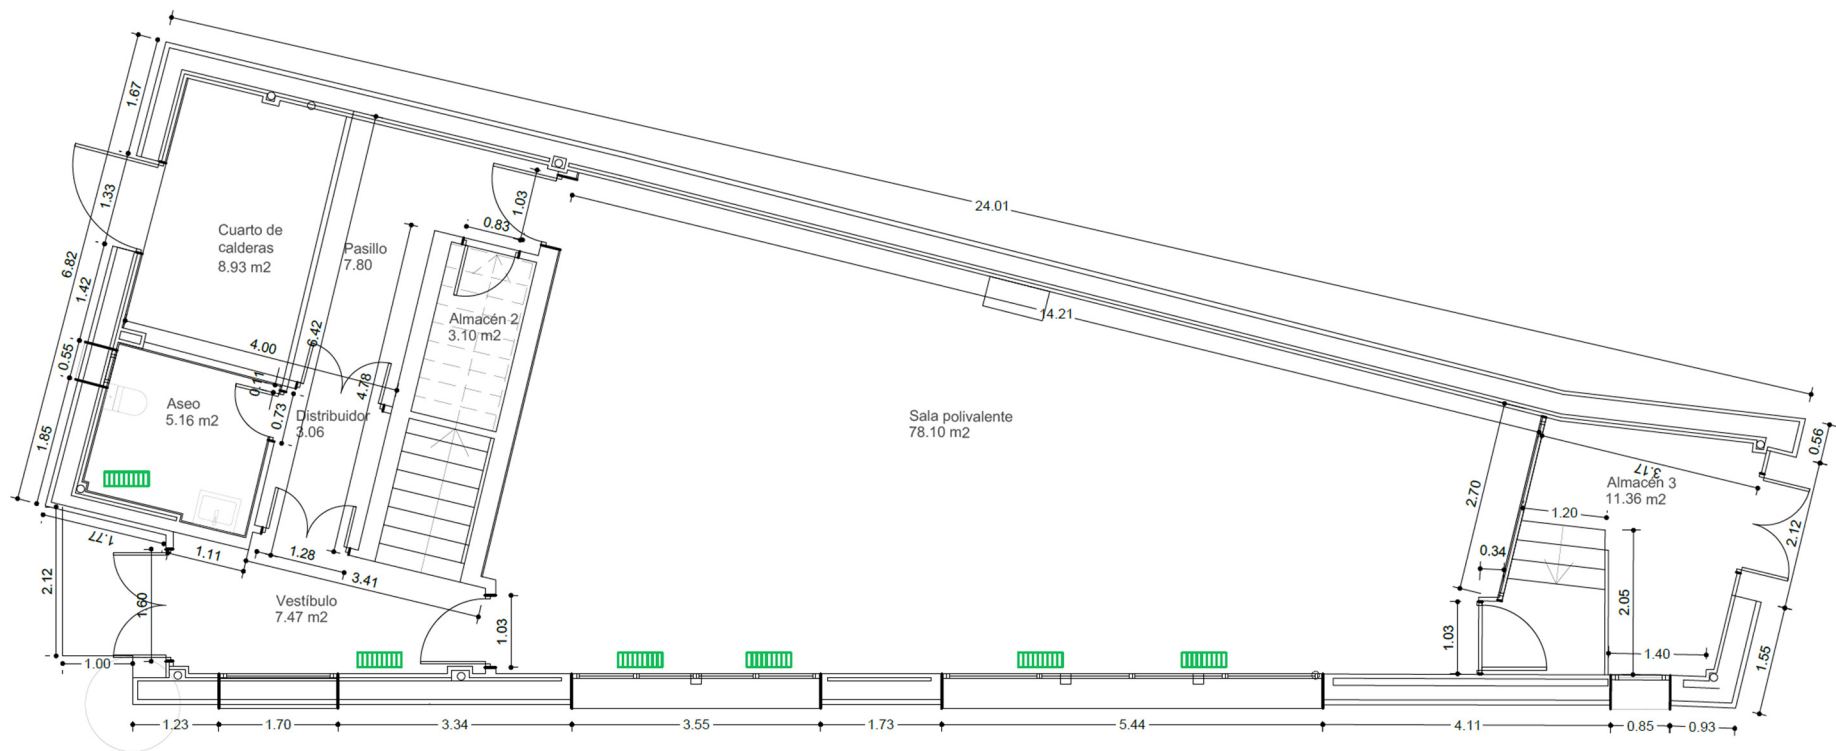 24.01
1.67
1.33
6.82
1.42
0.55
1.85
Cuarto de
calderas
8.93 m2
Pasillo
7.80
0.83
1.03
Almacén 2
3.10 m2
14.21
4.00
6.42
4.78
0.11
0.73
Aseo
5.16 m2
Distribuidor
3.06
Sala polivalente
78.10 m2
0.56
3.17
Almacén 3
11.36 m2
2.70
1.20
2.12
0.34
2.05
1.77
1.11
1.28
3.41
2.12
1.60
Vestíbulo
7.47 m2
1.03
1.03
1.40
1.55
1.00
1.23
1.70
3.34
3.55
1.73
5.44
4.11
0.85
0.93